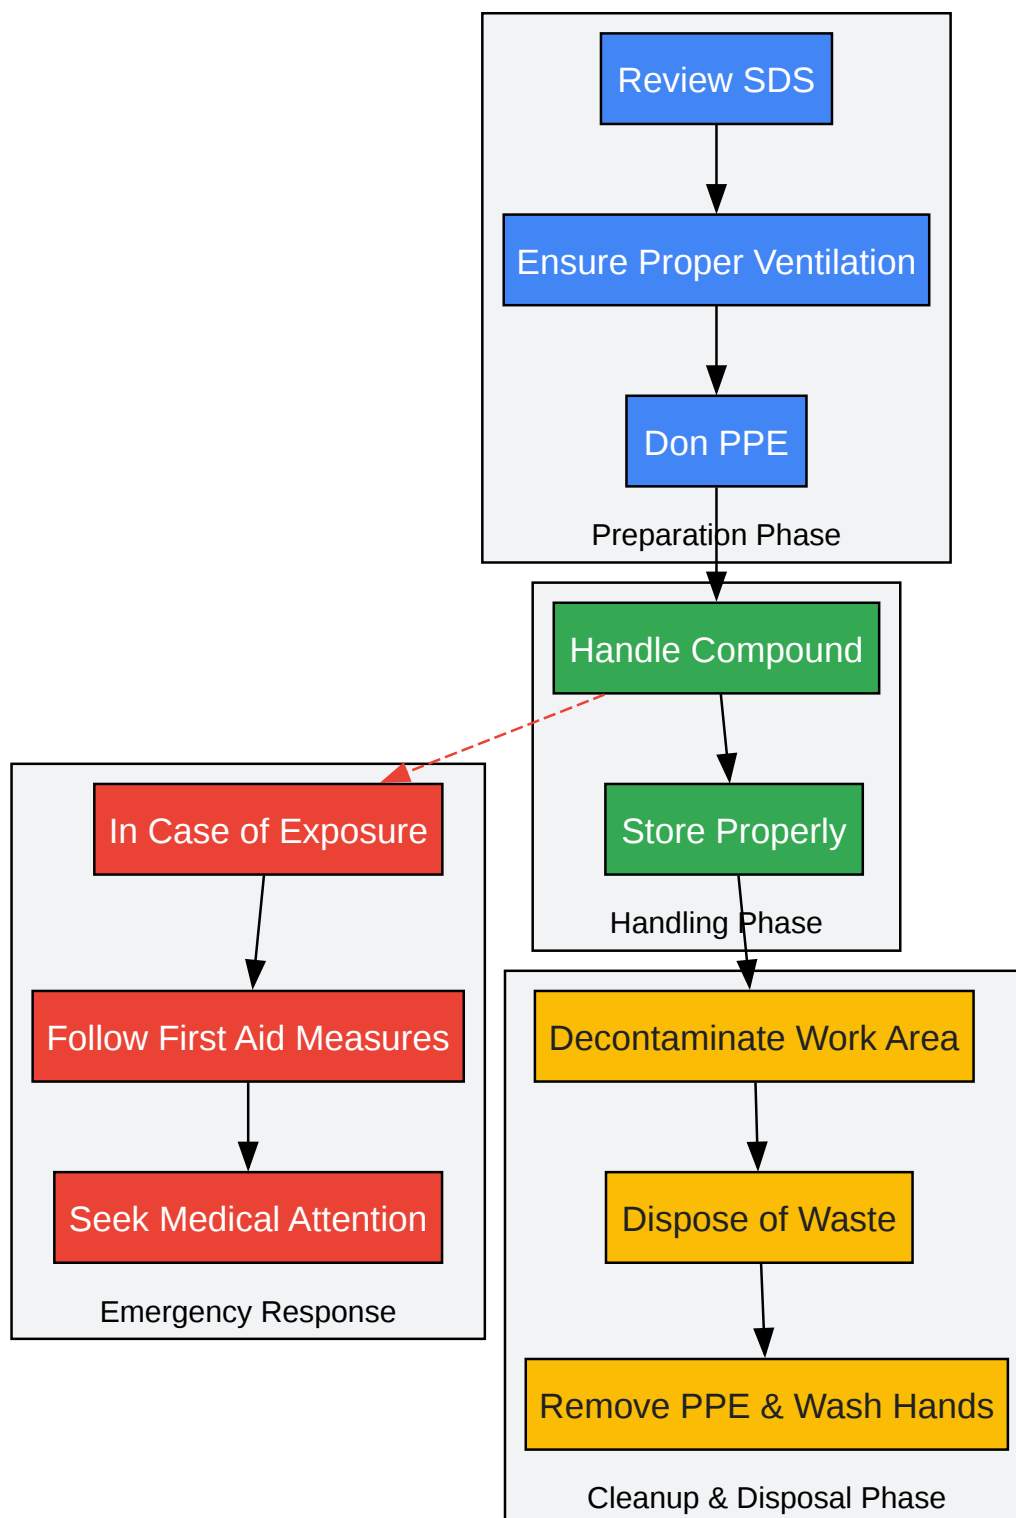 Review SDS
Ensure Proper Ventilation
Don PPE
Preparation Phase
Handle Compound
Store Properly
Handling Phase
In Case of Exposure
Follow First Aid Measures
Seek Medical Attention
Emergency Response
Decontaminate Work Area
Dispose of Waste
Remove PPE & Wash Hands
Cleanup & Disposal Phase